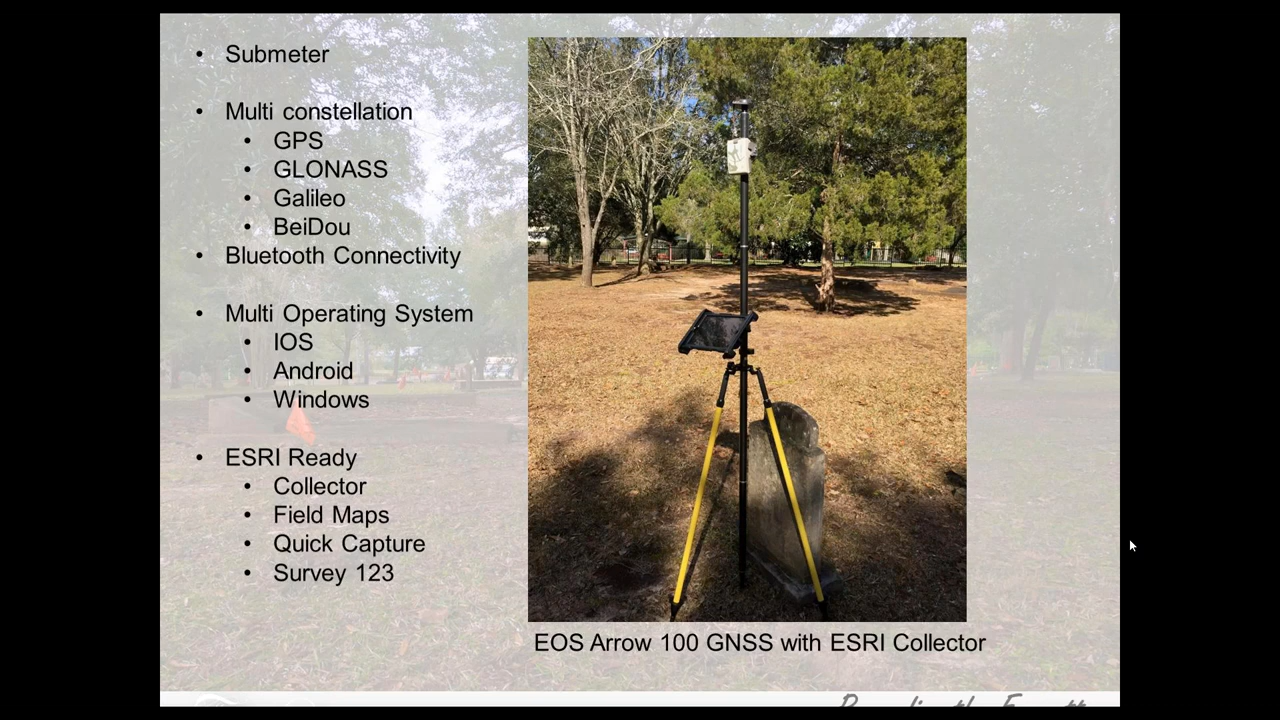 Submeter
Multi constellation
GPS
GLONASS
Galileo
BeiDou
Bluetooth Connectivity
Multi Operating System
IOS
Android
Windows
ESRI Ready
Collector
Field Maps
Quick Capture
Survey 123
EOS Arrow 100 GNSS with ESRI Collector